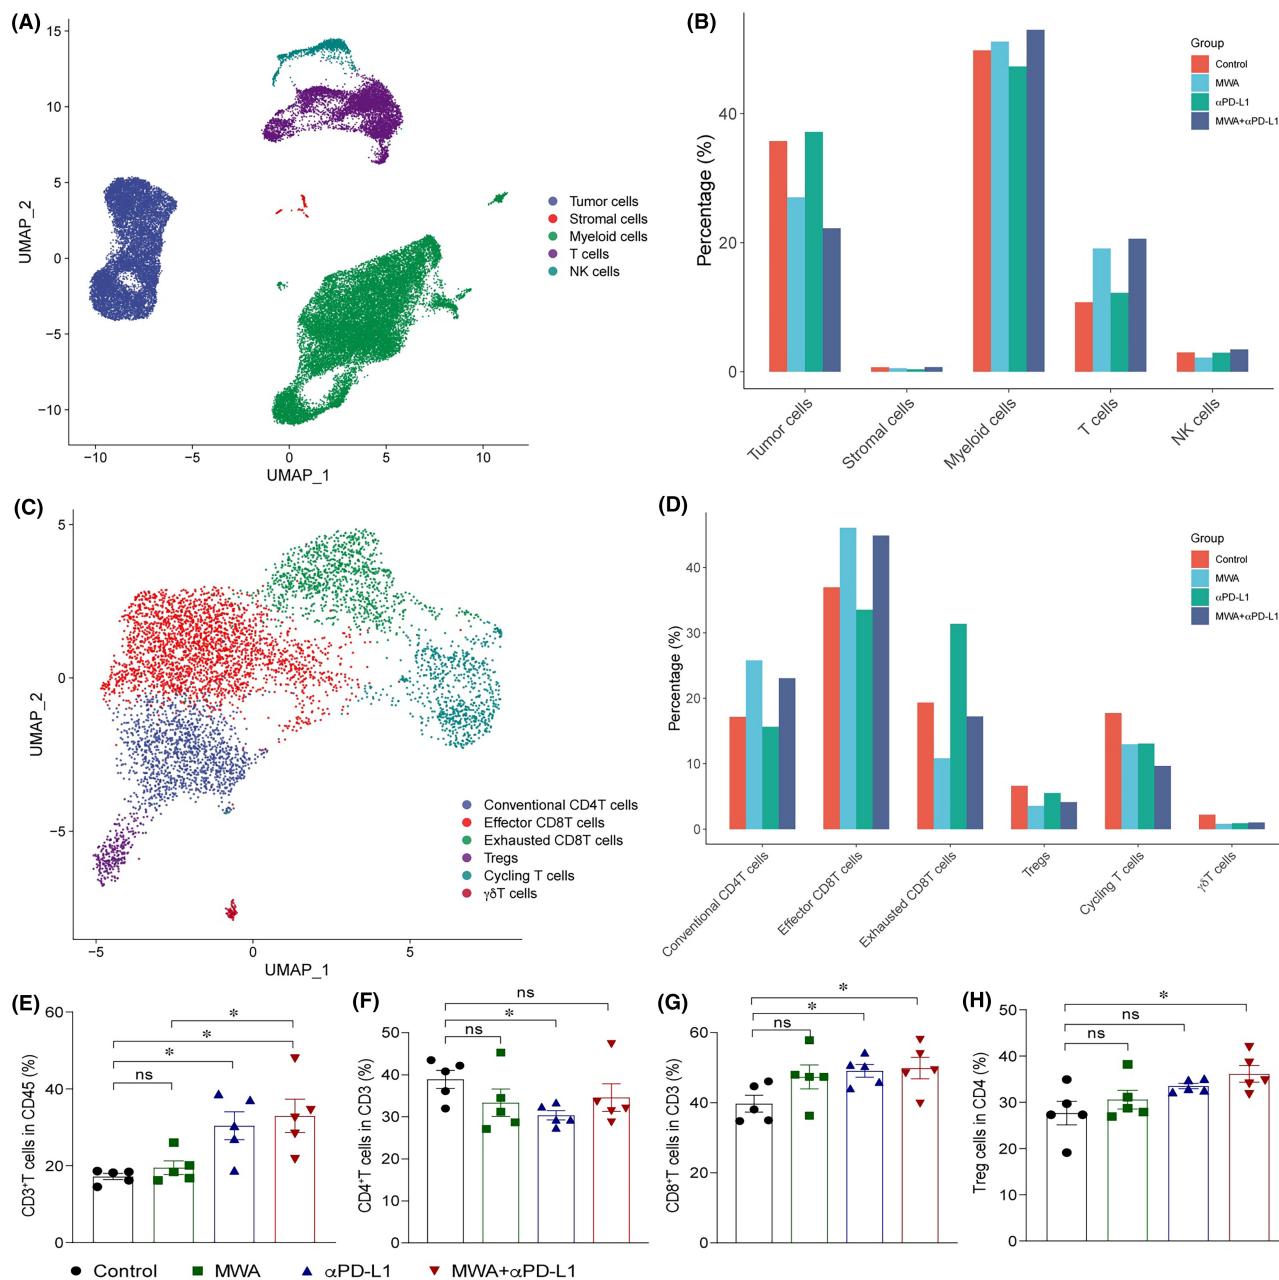 (A)
15
10
5
0
−5
−10
UMAP_2
−10
−5
0
5
10
UMAP_1
Tumor cells
Stromal cells
Myeloid cells
T cells
NK cells
(B)
Percentage (%)
40
20
0
Tumor cells
Stromal cells
Myeloid cells
T cells
NK cells
Group
Control
MWA
αPD-L1
MWA+αPD-L1
(C)
5
0
−5
UMAP_2
−5
0
5
UMAP_1
Conventional CD4T cells
Effector CD8T cells
Exhausted CD8T cells
Tregs
Cycling T cells
γδT cells
(D)
Percentage (%)
40
30
20
10
0
Conventional CD4T cells
Effector CD8T cells
Exhausted CD8T cells
Tregs
Cycling T cells
γδT cells
Group
Control
MWA
αPD-L1
MWA+αPD-L1
(E)
CD3⁺T cells in CD45 (%)
60
40
20
0
*
*
*
ns
(F)
CD4⁺T cells in CD3 (%)
50
40
30
20
10
0
ns
*
ns
(G)
CD8⁺T cells in CD3 (%)
60
40
20
0
*
*
ns
(H)
Treg cells in CD4 (%)
50
40
30
20
10
0
*
ns
ns
Control
MWA
αPD-L1
MWA+αPD-L1